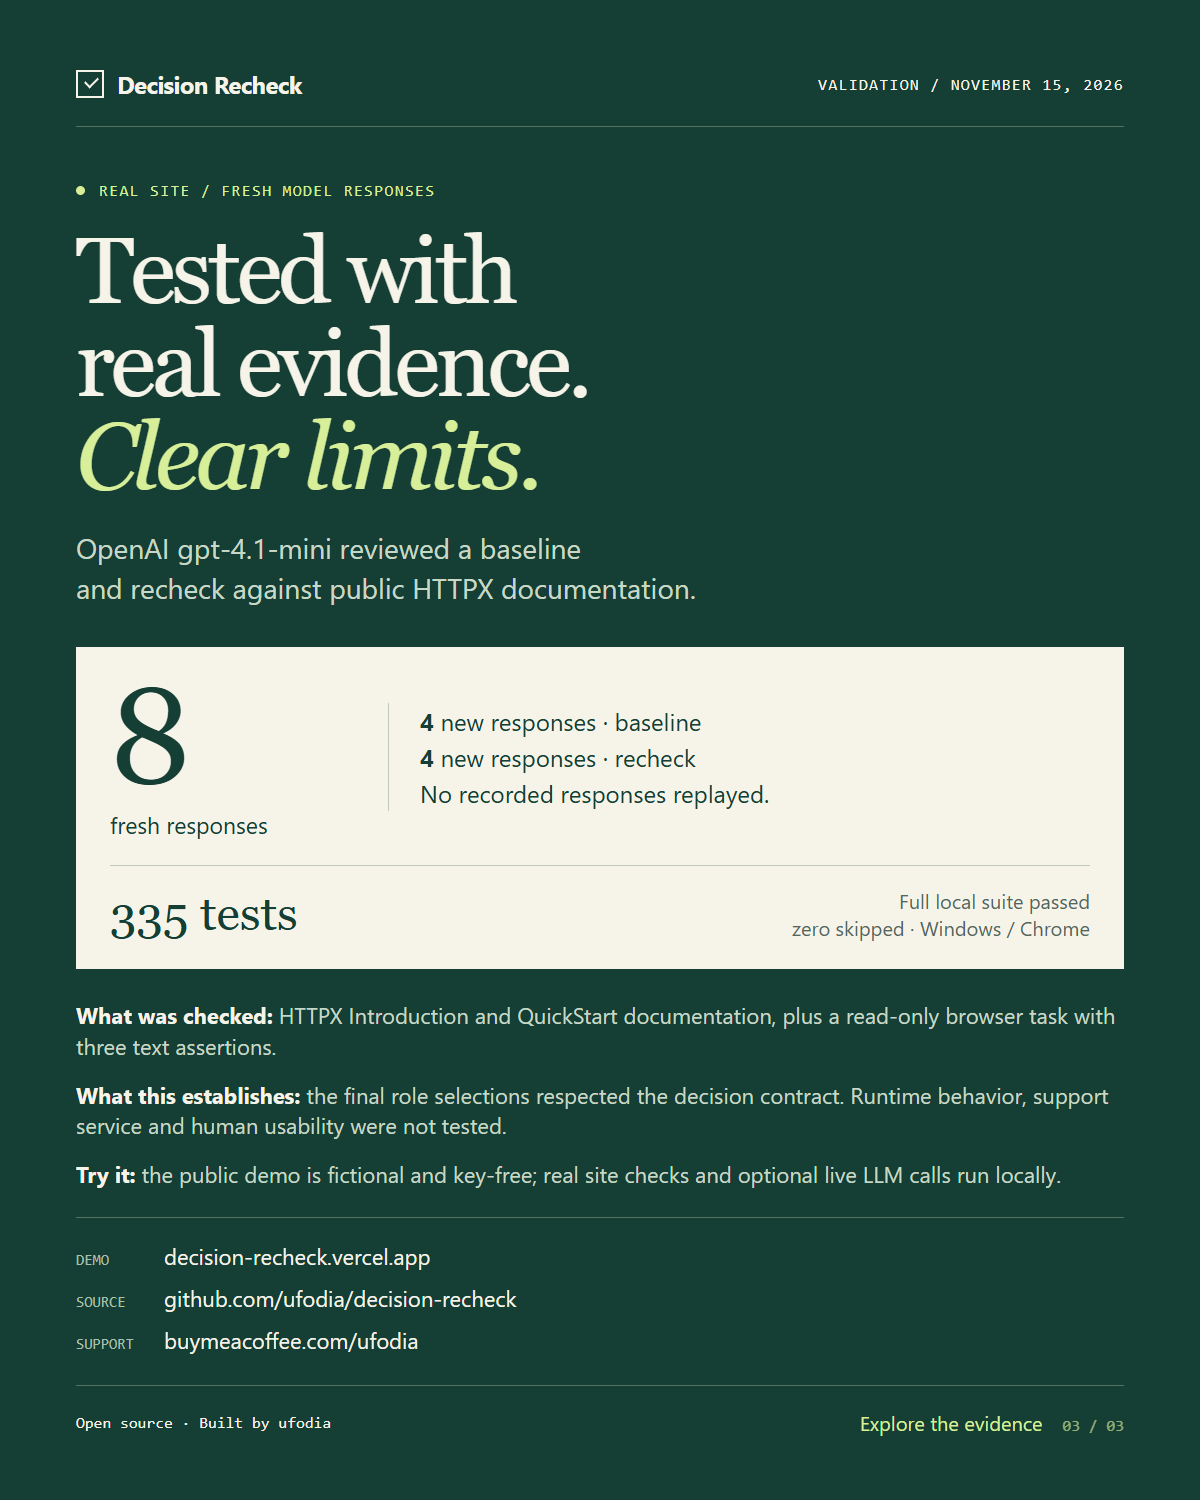 Decision Recheck
VALIDATION / NOVEMBER 15, 2026
REAL SITE / FRESH MODEL RESPONSES
Tested with
real evidence.
Clear limits.
OpenAI gpt-4.1-mini reviewed a baseline
and recheck against public HTTPX documentation.
8
fresh responses
4 new responses · baseline
4 new responses · recheck
No recorded responses replayed.
335 tests
Full local suite passed
zero skipped · Windows / Chrome
What was checked: HTTPX Introduction and QuickStart documentation, plus a read-only browser task with
three text assertions.
What this establishes: the final role selections respected the decision contract. Runtime behavior, support
service and human usability were not tested.
Try it: the public demo is fictional and key-free; real site checks and optional live LLM calls run locally.
DEMO decision-recheck.vercel.app
SOURCE github.com/ufodia/decision-recheck
SUPPORT buymeacoffee.com/ufodia
Open source · Built by ufodia
Explore the evidence 03 / 03